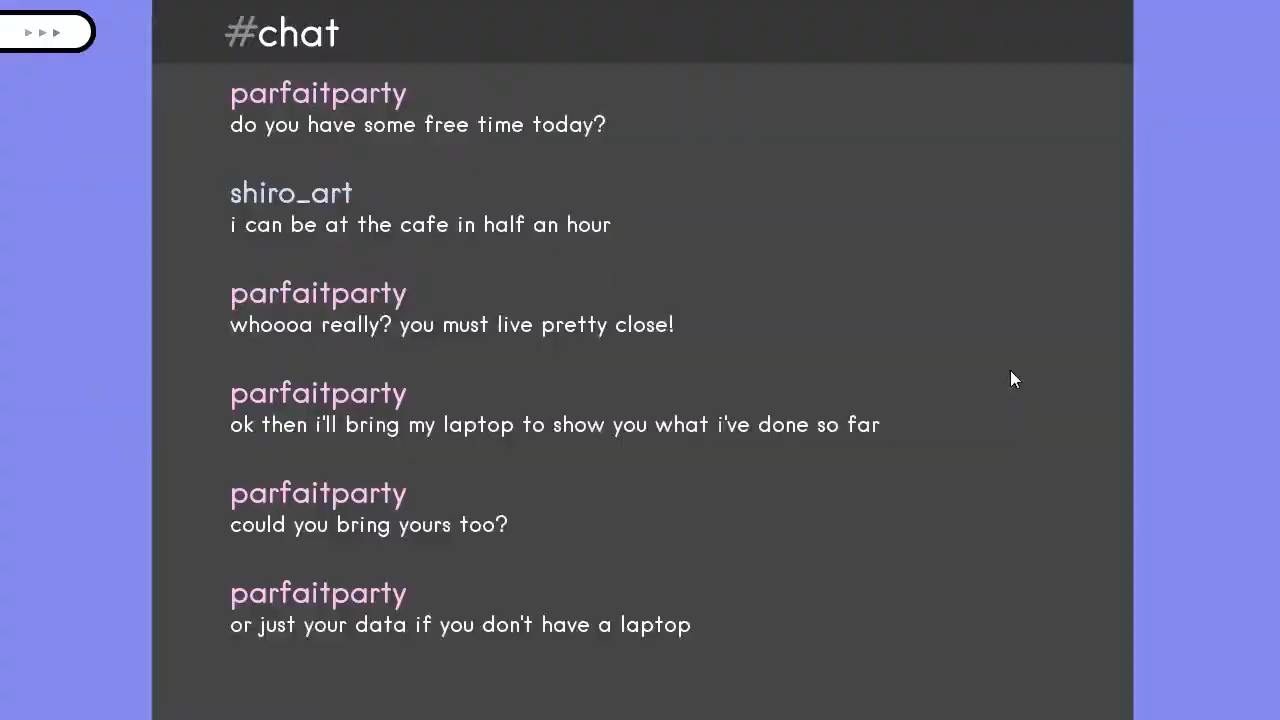 #chat
parfaitparty
do you have some free time today?
shiro_art
i can be at the cafe in half an hour
parfaitparty
whoooa really? you must live pretty close!
parfaitparty
ok then i'll bring my laptop to show you what i've done so far
parfaitparty
could you bring yours too?
parfaitparty
or just your data if you don't have a laptop